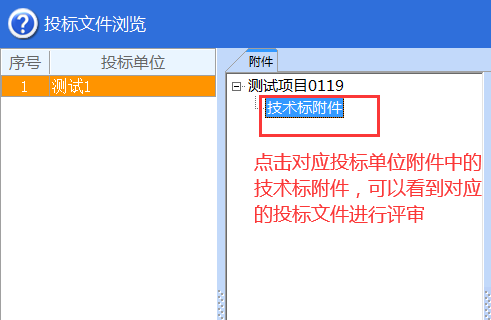 投标文件浏览
序号 投标单位
1 测试1
附件
测试项目0119
技术标附件
点击对应投标单位附件中的
技术标附件，可以看到对应
的投标文件进行评审